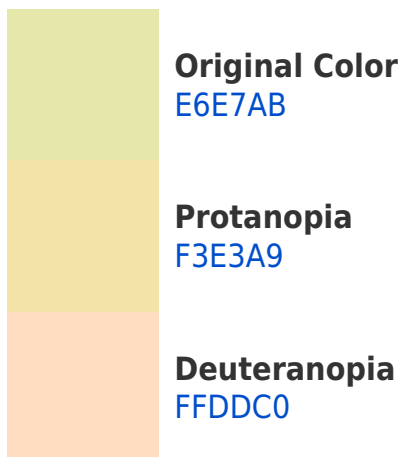 Original Color
E6E7AB
Protanopia
F3E3A9
Deuteranopia
FFDDC0